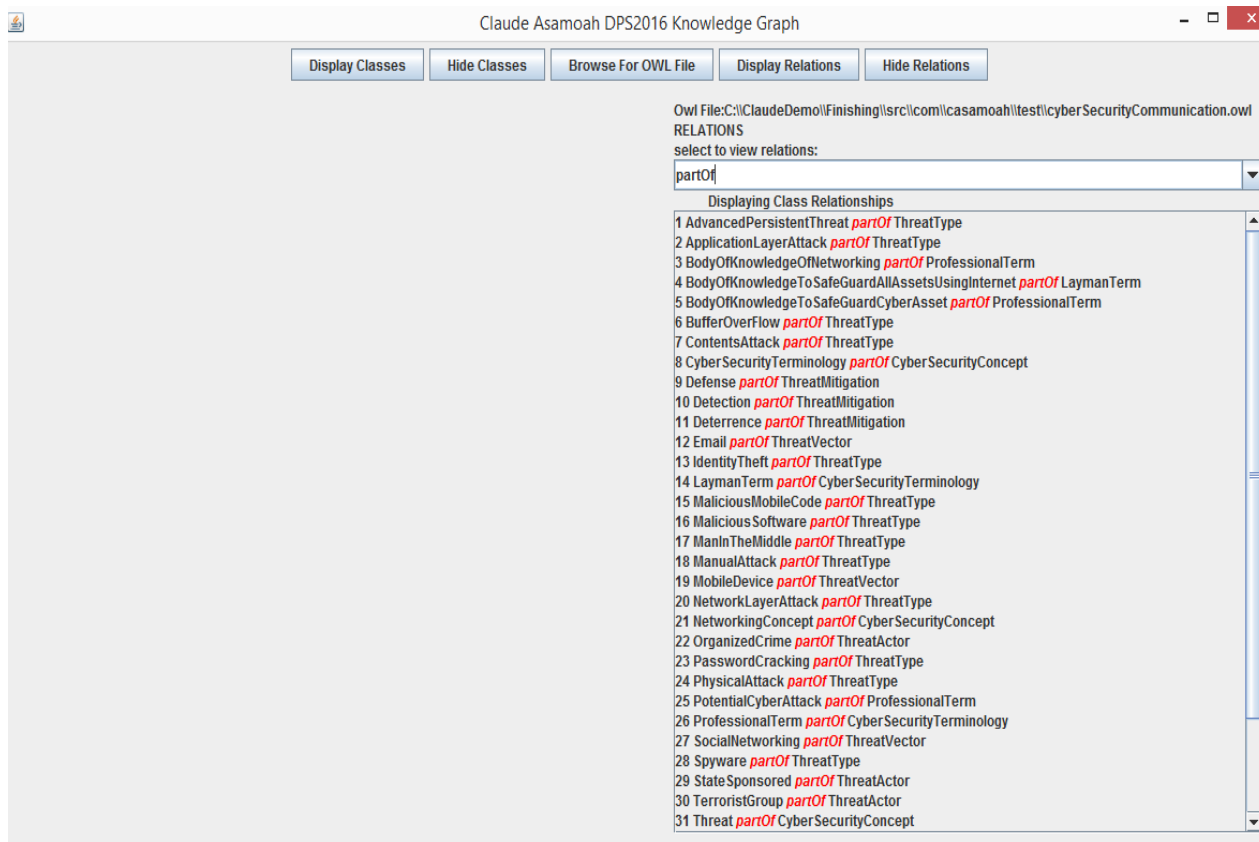 Claude Asamoah DPS2016 Knowledge Graph
Display Classes Hide Classes Browse For OWL File Display Relations Hide Relations
Owl File:C:\\ClaudeDemo\\Finishing\\src\\com\\casamoah\\test\\cyberSecurityCommunication.owl
RELATIONS
select to view relations:
partOf
Displaying Class Relationships
1 AdvancedPersistentThreat partOf ThreatType
2 ApplicationLayerAttack partOf ThreatType
3 BodyOfKnowledgeOfNetworking partOf ProfessionalTerm
4 BodyOfKnowledgeToSafeGuardAllAssetsUsingInternet partOf LaymanTerm
5 BodyOfKnowledgeToSafeGuardCyberAsset partOf ProfessionalTerm
6 BufferOverFlow partOf ThreatType
7 ContentsAttack partOf ThreatType
8 CyberSecurityTerminology partOf CyberSecurityConcept
9 Defense partOf ThreatMitigation
10 Detection partOf ThreatMitigation
11 Deterrence partOf ThreatMitigation
12 Email partOf ThreatVector
13 IdentityTheft partOf ThreatType
14 LaymanTerm partOf CyberSecurityTerminology
15 MaliciousMobileCode partOf ThreatType
16 MaliciousSoftware partOf ThreatType
17 ManInTheMiddle partOf ThreatType
18 ManualAttack partOf ThreatType
19 MobileDevice partOf ThreatVector
20 NetworkLayerAttack partOf ThreatType
21 NetworkingConcept partOf CyberSecurityConcept
22 OrganizedCrime partOf ThreatActor
23 PasswordCracking partOf ThreatType
24 PhysicalAttack partOf ThreatType
25 PotentialCyberAttack partOf ProfessionalTerm
26 ProfessionalTerm partOf CyberSecurityTerminology
27 SocialNetworking partOf ThreatVector
28 Spyware partOf ThreatType
29 StateSponsored partOf ThreatActor
30 TerroristGroup partOf ThreatActor
31 Threat partOf CyberSecurityConcept